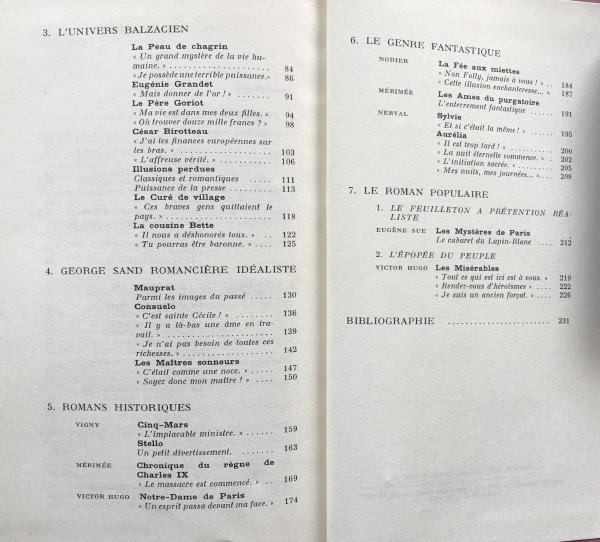 3. L'UNIVERS BALZACIEN
La Peau de chagrin
« Un grand mystère de la vie hu-
maine. » ..................... 84
« Je possède une terrible puissance.» 86
Eugénie Grandet
« Mais donner de l'or ! » ...... 91
Le Père Goriot
« Ma vie est dans mes deux filles. » 94
« Où trouver douze mille francs ? » 98
César Birotteau
« J'ai les finances européennes sur
les bras. » .................... 103
« L'affreuse vérité. » .......... 106
Illusions perdues
Classiques et romantiques ..... 111
Puissance de la presse ........ 113
Le Curé de village
« Ces braves gens quittaient le
pays. » ...................... 118
La cousine Bette
« Il nous a déshonorés tous. » .. 122
« Tu pourras être baronne. » ... 125
4. GEORGE SAND ROMANCIÈRE IDÉALISTE
Mauprat
Parmi les images du passé ..... 130
Consuelo
« C'est sainte Cécile ! » ........ 136
« Il y a là-bas une âme en tra-
vail. » ....................... 139
« Je n'ai pas besoin de toutes ces
richesses. » ................... 142
Les Maîtres sonneurs
« C'était comme une noce. » ..... 147
« Soyez donc mon maître ! » .... 150
5. ROMANS HISTORIQUES
VIGNY Cinq-Mars
« L'implacable ministre. » ...... 159
Stello
Un petit divertissement. ....... 163
MÉRIMÉE Chronique du règne de
Charles IX
« Le massacre est commencé. » .. 169
VICTOR HUGO Notre-Dame de Paris
« Un esprit passa devant ma face. » 174
6. LE GENRE FANTASTIQUE
NODIER La Fée aux miettes
« Non Folly, jamais à vous ! » .. 184
« Cette illusion enchanteresse... ». 187
MÉRIMÉE Les Ames du purgatoire
L'enterrement fantastique ...... 191
NERVAL Sylvie
« Et si c'était la même ! » ...... 195
Aurélia
« Il est trop tard ! » ........... 200
« La nuit éternelle commence. » . 202
« L'initiation sacrée. » ......... 205
« Mes nuits, mes journées... ».. 208
7. LE ROMAN POPULAIRE
1. LE FEUILLETON A PRÉTENTION RÉA-
LISTE
EUGÈNE SUE Les Mystères de Paris
Le cabaret du Lapin-Blanc .... 212
2. L'ÉPOPÉE DU PEUPLE
VICTOR HUGO Les Misérables
« Tout ce qui est ici est à vous. » 219
« Rendez-vous d'héroïsmes » .... 222
« Je suis un ancien forçat. » .... 226
BIBLIOGRAPHIE ........................ 231